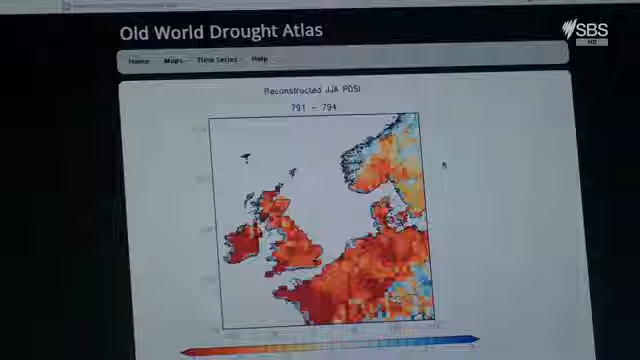 Old World Drought Atlas
SBS
HD
Home Maps Time Series Help
Reconstructed JJA PDSI
791 - 794